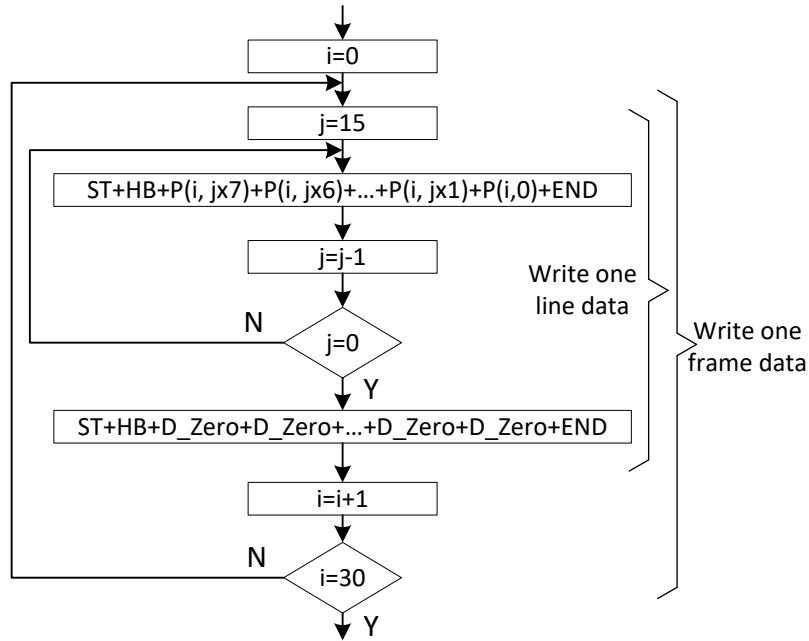 i=0
j=15
ST+HB+P(i, jx7)+P(i, jx6)+...+P(i, jx1)+P(i,0)+END
j=j-1
Write one
line data
N
j=0
Write one
frame data
Y
ST+HB+D_Zero+D_Zero+...+D_Zero+D_Zero+END
i=i+1
N
i=30
Y